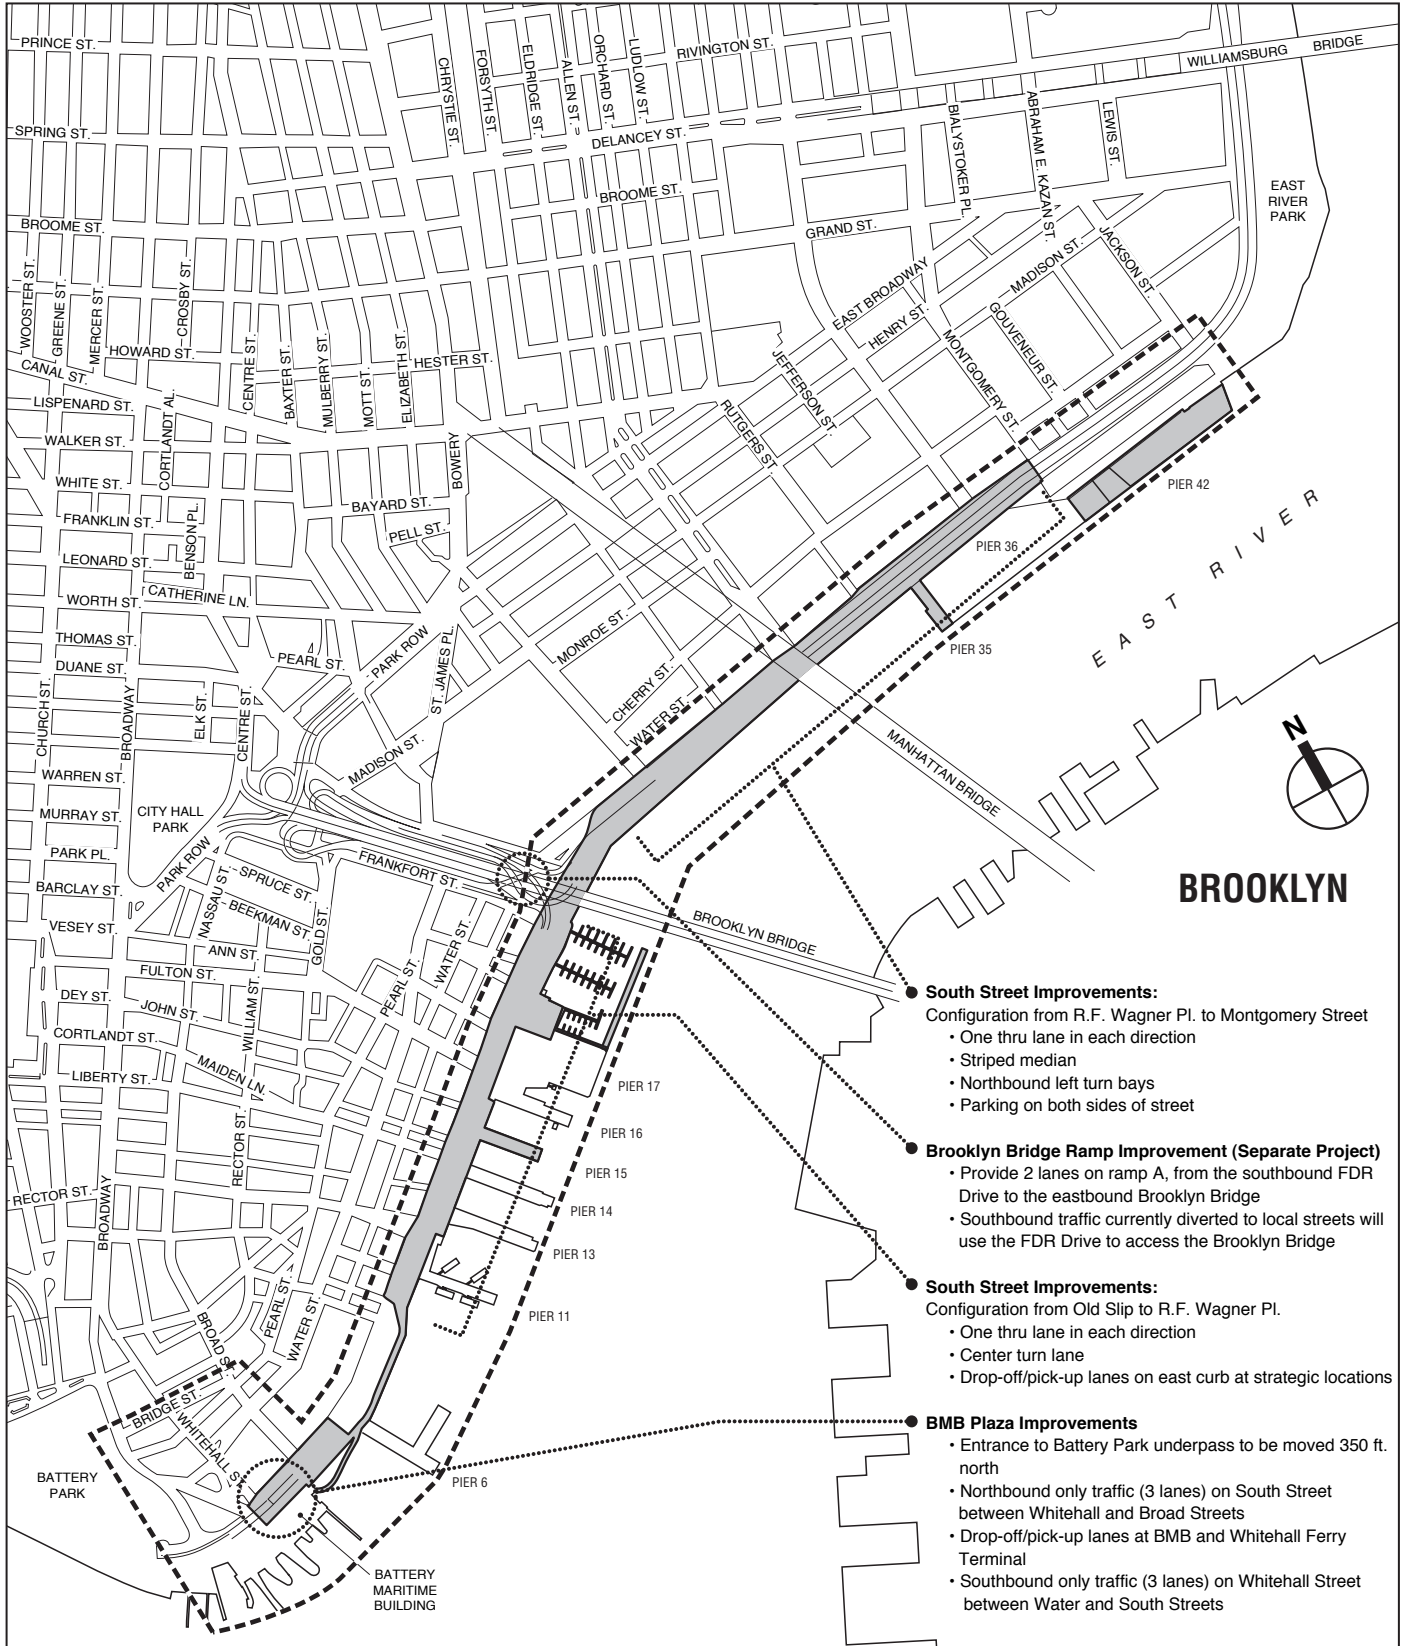 PRINCE ST.
SPRING ST.
BROOME ST.
WOOSTER ST.
GREENE ST.
MERCER ST.
CROSBY ST.
HOWARD ST.
CANAL ST.
LISPENARD ST.
WALKER ST.
CORTLANDT AL.
WHITE ST.
FRANKLIN ST.
BENSON PL.
LEONARD ST.
CATHERINE LN.
WORTH ST.
THOMAS ST.
DUANE ST.
CHURCH ST.
BROADWAY
ELK ST.
CENTRE ST.
WARREN ST.
MURRAY ST.
CITY HALL
PARK
PARK PL.
PARK ROW
BARCLAY ST.
VESEY ST.
NASSAU ST.
SPRUCE ST.
BEEKMAN ST.
GOLD ST.
ANN ST.
FULTON ST.
DEY ST.
JOHN ST.
WILLIAM ST.
CORTLANDT ST.
MAIDEN LN.
LIBERTY ST.
RECTOR ST.
RECTOR ST.
BROADWAY
CENTRE ST.
BAXTER ST.
MULBERRY ST.
MOTT ST.
ELIZABETH ST.
HESTER ST.
BOWERY
BAYARD ST.
PELL ST.
PEARL ST.
PARK ROW
ST. JAMES PL.
MADISON ST.
FRANKFORT ST.
PEARL ST.
WATER ST.
CHRYSTIE ST.
FORSYTH ST.
ELDRIDGE ST.
ALLEN ST.
ORCHARD ST.
LUDLOW ST.
RIVINGTON ST.
DELANCEY ST.
BROOME ST.
GRAND ST.
WILLIAMSBURG BRIDGE
BIALYSTOKER PL.
ABRAHAM E. KAZAN ST.
LEWIS ST.
EAST
RIVER
PARK
EAST BROADWAY
HENRY ST.
MADISON ST.
JACKSON ST.
GOUVENEUR ST.
MONTGOMERY ST.
JEFFERSON ST.
RUTGERS ST.
MONROE ST.
CHERRY ST.
WATER ST.
PIER 42
PIER 36
PIER 35
EAST RIVER
MANHATTAN BRIDGE
BROOKLYN BRIDGE
N
BROOKLYN
PIER 17
PIER 16
PIER 15
PIER 14
PIER 13
PIER 11
PIER 6
PEARL ST.
WATER ST.
BROAD ST.
BRIDGE ST.
WHITEHALL ST.
BATTERY
PARK
BATTERY
MARITIME
BUILDING
South Street Improvements:
Configuration from R.F. Wagner Pl. to Montgomery Street
• One thru lane in each direction
• Striped median
• Northbound left turn bays
• Parking on both sides of street
Brooklyn Bridge Ramp Improvement (Separate Project)
• Provide 2 lanes on ramp A, from the southbound FDR
Drive to the eastbound Brooklyn Bridge
• Southbound traffic currently diverted to local streets will
use the FDR Drive to access the Brooklyn Bridge
South Street Improvements:
Configuration from Old Slip to R.F. Wagner Pl.
• One thru lane in each direction
• Center turn lane
• Drop-off/pick-up lanes on east curb at strategic locations
BMB Plaza Improvements
• Entrance to Battery Park underpass to be moved 350 ft.
north
• Northbound only traffic (3 lanes) on South Street
between Whitehall and Broad Streets
• Drop-off/pick-up lanes at BMB and Whitehall Ferry
Terminal
• Southbound only traffic (3 lanes) on Whitehall Street
between Water and South Streets